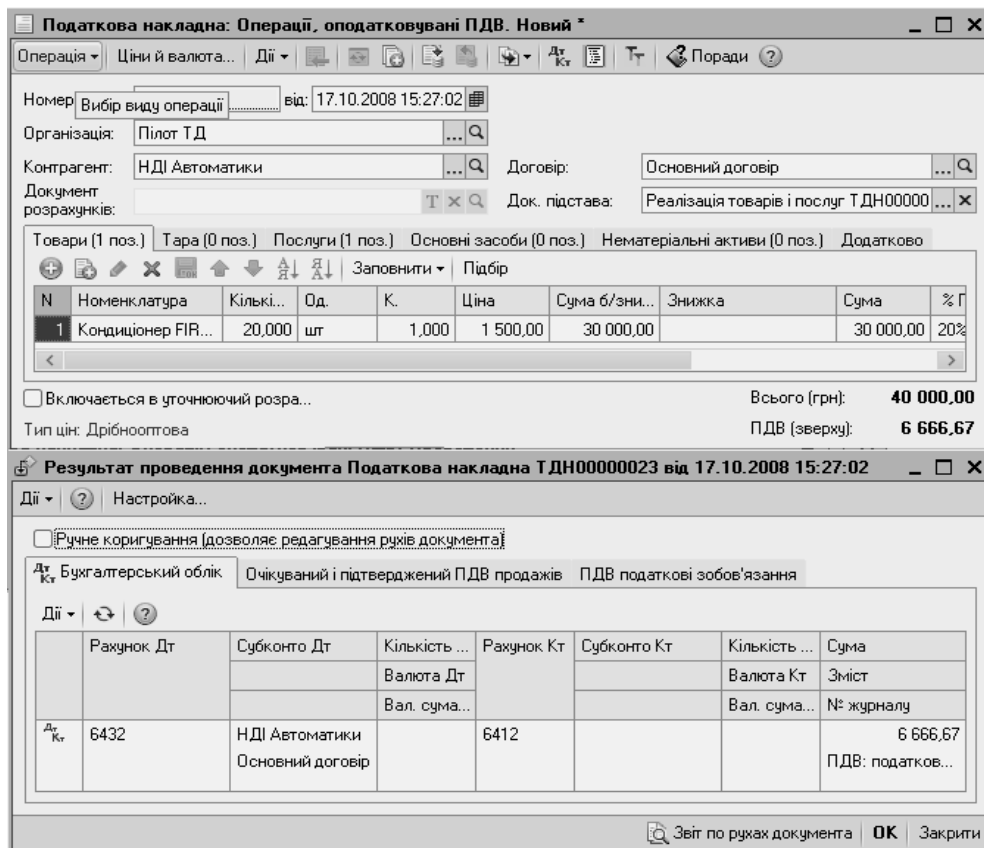 Податкова накладна: Операції, оподатковувані ПДВ. Новий *
Операція Ціни й валюта... Дії Дт Кт Поради ?
Номер від: 17.10.2008 15:27:02
Вибір виду операції
Організація: Пілот ТД
Контрагент: НДІ Автоматики Договір: Основний договір
Документ розрахунків: Док. підстава: Реалізація товарів і послуг ТДН00000
Товари (1 поз.) Тара (0 поз.) Послуги (1 поз.) Основні засоби (0 поз.) Нематеріальні активи (0 поз.) Додатково
Заповнити Підбір
N Номенклатура Кількі... Од. К. Ціна Сума б/зни... Знижка Сума %
1 Кондиціонер FIR... 20,000 шт 1,000 1 500,00 30 000,00 30 000,00 20%
Включається в уточнюючий розра... Всього (грн): 40 000,00
Тип цін: Дрібнооптова ПДВ (зверху): 6 666,67
Результат проведення документа Податкова накладна ТДН00000023 від 17.10.2008 15:27:02
Дії ? Настройка...
Ручне коригування (дозволяє редагування рухів документа)
Дт Кт Бухгалтерський облік Очікуваний і підтверджений ПДВ продажів ПДВ податкові зобов'язання
Дії ?
Рахунок Дт Субконто Дт Кількість ... Рахунок Кт Субконто Кт Кількість ... Сума
Валюта Дт Валюта Кт Зміст
Вал. сума... Вал. сума... № журналу
Дт Кт 6432 НДІ Автоматики 6412 6 666,67
Основний договір ПДВ: податков...
Звіт по рухах документа OK Закрити